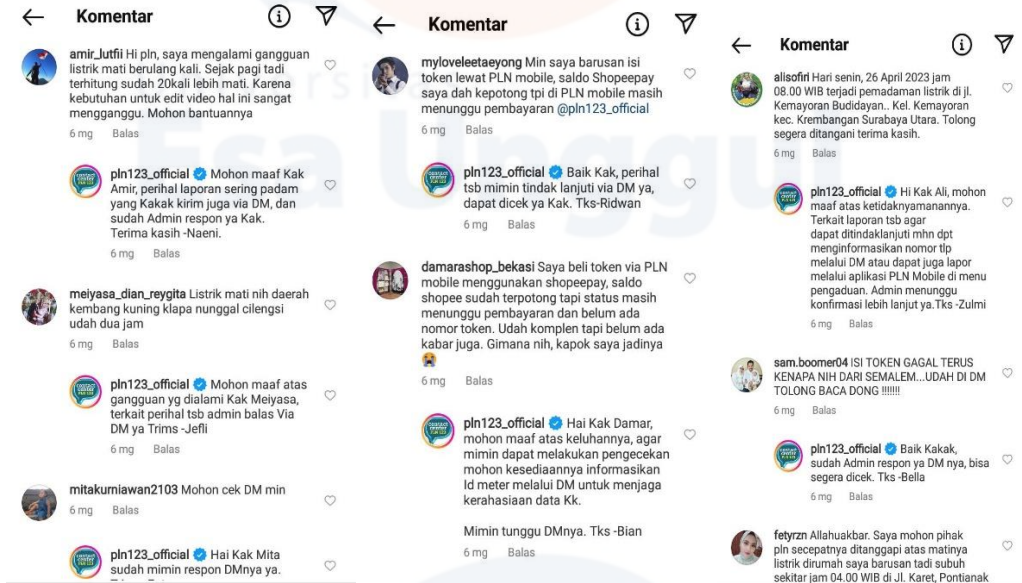 Komentar
amir_lutfii Hi pln, saya mengalami gangguan
listrik mati berulang kali. Sejak pagi tadi
terhitung sudah 20kali lebih mati. Karena
kebutuhan untuk edit video hal ini sangat
mengganggu. Mohon bantuannya
6 mg Balas
pln123_official Mohon maaf Kak
Amir, perihal laporan sering padam
yang Kakak kirim juga via DM, dan
sudah Admin respon ya Kak.
Terima kasih -Naeni.
6 mg Balas
meiyasa_dian_reygita Listrik mati nih daerah
kembang kuning klapa nunggal cilengsi
udah dua jam
6 mg Balas
pln123_official Mohon maaf atas
gangguan yg dialami Kak Meiyasa,
terkait perihal tsb admin balas Via
DM ya Trims -Jefli
6 mg Balas
mitakurniawan2103 Mohon cek DM min
6 mg Balas
pln123_official Hai Kak Mita
sudah mimin respon DMnya ya.
Komentar
myloveleetaeyong Min saya barusan isi
token lewat PLN mobile, saldo Shopeepay
saya dah kepotong tpi di PLN mobile masih
menunggu pembayaran @pln123_official
6 mg Balas
pln123_official Baik Kak, perihal
tsb mimin tindak lanjuti via DM ya,
dapat dicek ya Kak. Tks-Ridwan
6 mg Balas
damarashop_bekasi Saya beli token via PLN
mobile menggunakan shopeepay, saldo
shopee sudah terpotong tapi status masih
menunggu pembayaran dan belum ada
nomor token. Udah komplen tapi belum ada
kabar juga. Gimana nih, kapok saya jadinya
😭
6 mg Balas
pln123_official Hai Kak Damar,
mohon maaf atas keluhannya, agar
mimin dapat melakukan pengecekan
mohon kesediaannya informasikan
Id meter melalui DM untuk menjaga
kerahasiaan data Kk.
Mimin tunggu DMnya. Tks -Bian
6 mg Balas
Komentar
alisofiri Hari senin, 26 April 2023 jam
08.00 WIB terjadi pemadaman listrik di jl.
Kemayoran Budidayan.. Kel. Kemayoran
kec. Krembangan Surabaya Utara. Tolong
segera ditangani terima kasih.
6 mg Balas
pln123_official Hi Kak Ali, mohon
maaf atas ketidaknyamanannya.
Terkait laporan tsb agar
dapat ditindaklanjuti mhn dpt
menginformasikan nomor tlp
melalui DM atau dapat juga lapor
melalui aplikasi PLN Mobile di menu
pengaduan. Admin menunggu
konfirmasi lebih lanjut ya.Tks -Zulmi
6 mg Balas
sam.boomer04 ISI TOKEN GAGAL TERUS
KENAPA NIH DARI SEMALEM...UDAH DI DM
TOLONG BACA DONG !!!!!!!
6 mg Balas
pln123_official Baik Kakak,
sudah Admin respon ya DM nya, bisa
segera dicek. Tks -Bella
6 mg Balas
fetyrzn Allahuakbar. Saya mohon pihak
pln secepatnya ditanggapi atas matinya
listrik dirumah saya barusan tadi subuh
sekitar jam 04.00 WIB di Jl. Karet, Pontianak
Esa Unggul